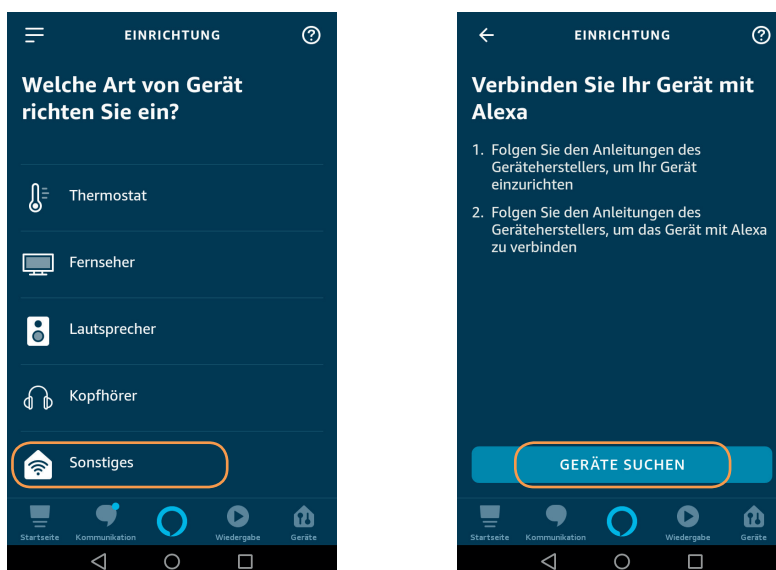 EINRICHTUNG
Welche Art von Gerät
richten Sie ein?
Thermostat
Fernseher
Lautsprecher
Kopfhörer
Sonstiges
Startseite
Kommunikation
Wiedergabe
Geräte
EINRICHTUNG
Verbinden Sie Ihr Gerät mit
Alexa
1. Folgen Sie den Anleitungen des
Geräteherstellers, um Ihr Gerät
einzurichten
2. Folgen Sie den Anleitungen des
Geräteherstellers, um das Gerät mit Alexa
zu verbinden
GERÄTE SUCHEN
Startseite
Kommunikation
Wiedergabe
Geräte